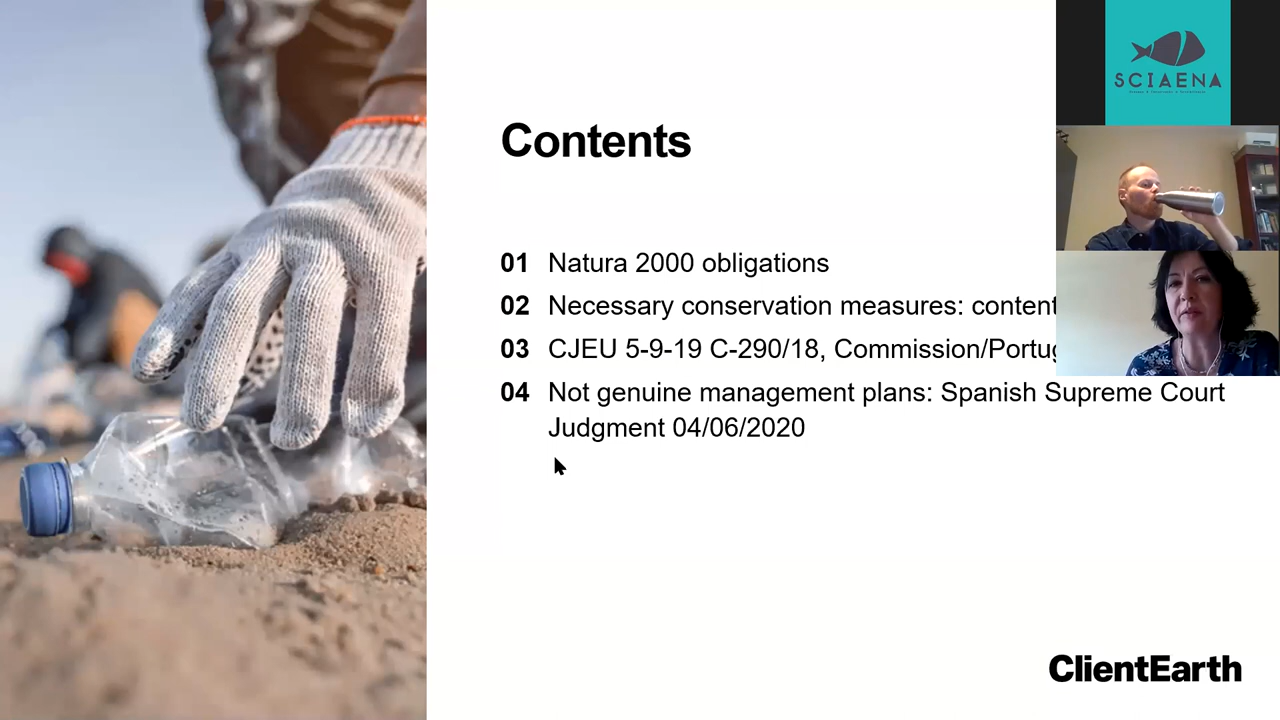 SCIAENA
Contents
01 Natura 2000 obligations
02 Necessary conservation measures: content
03 CJEU 5-9-19 C-290/18, Commission/Portug
04 Not genuine management plans: Spanish Supreme Court
Judgment 04/06/2020
ClientEarth